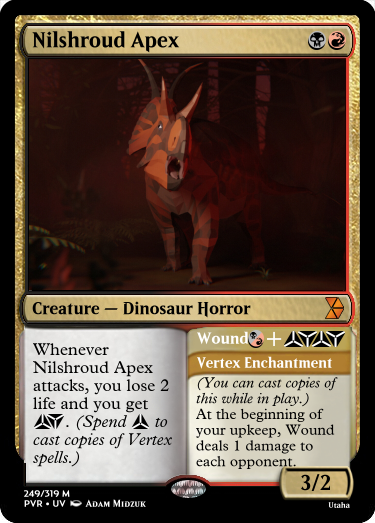 Nilshroud Apex
Creature — Dinosaur Horror
Whenever
Nilshroud Apex
attacks, you lose 2
life and you get
. (Spend to
cast copies of Vertex
spells.)
Wound +
Vertex Enchantment
(You can cast copies of
this while in play.)
At the beginning of
your upkeep, Wound
deals 1 damage to
each opponent.
3/2
249/319 M
PVR • UV Adam Midzuk
Utaha